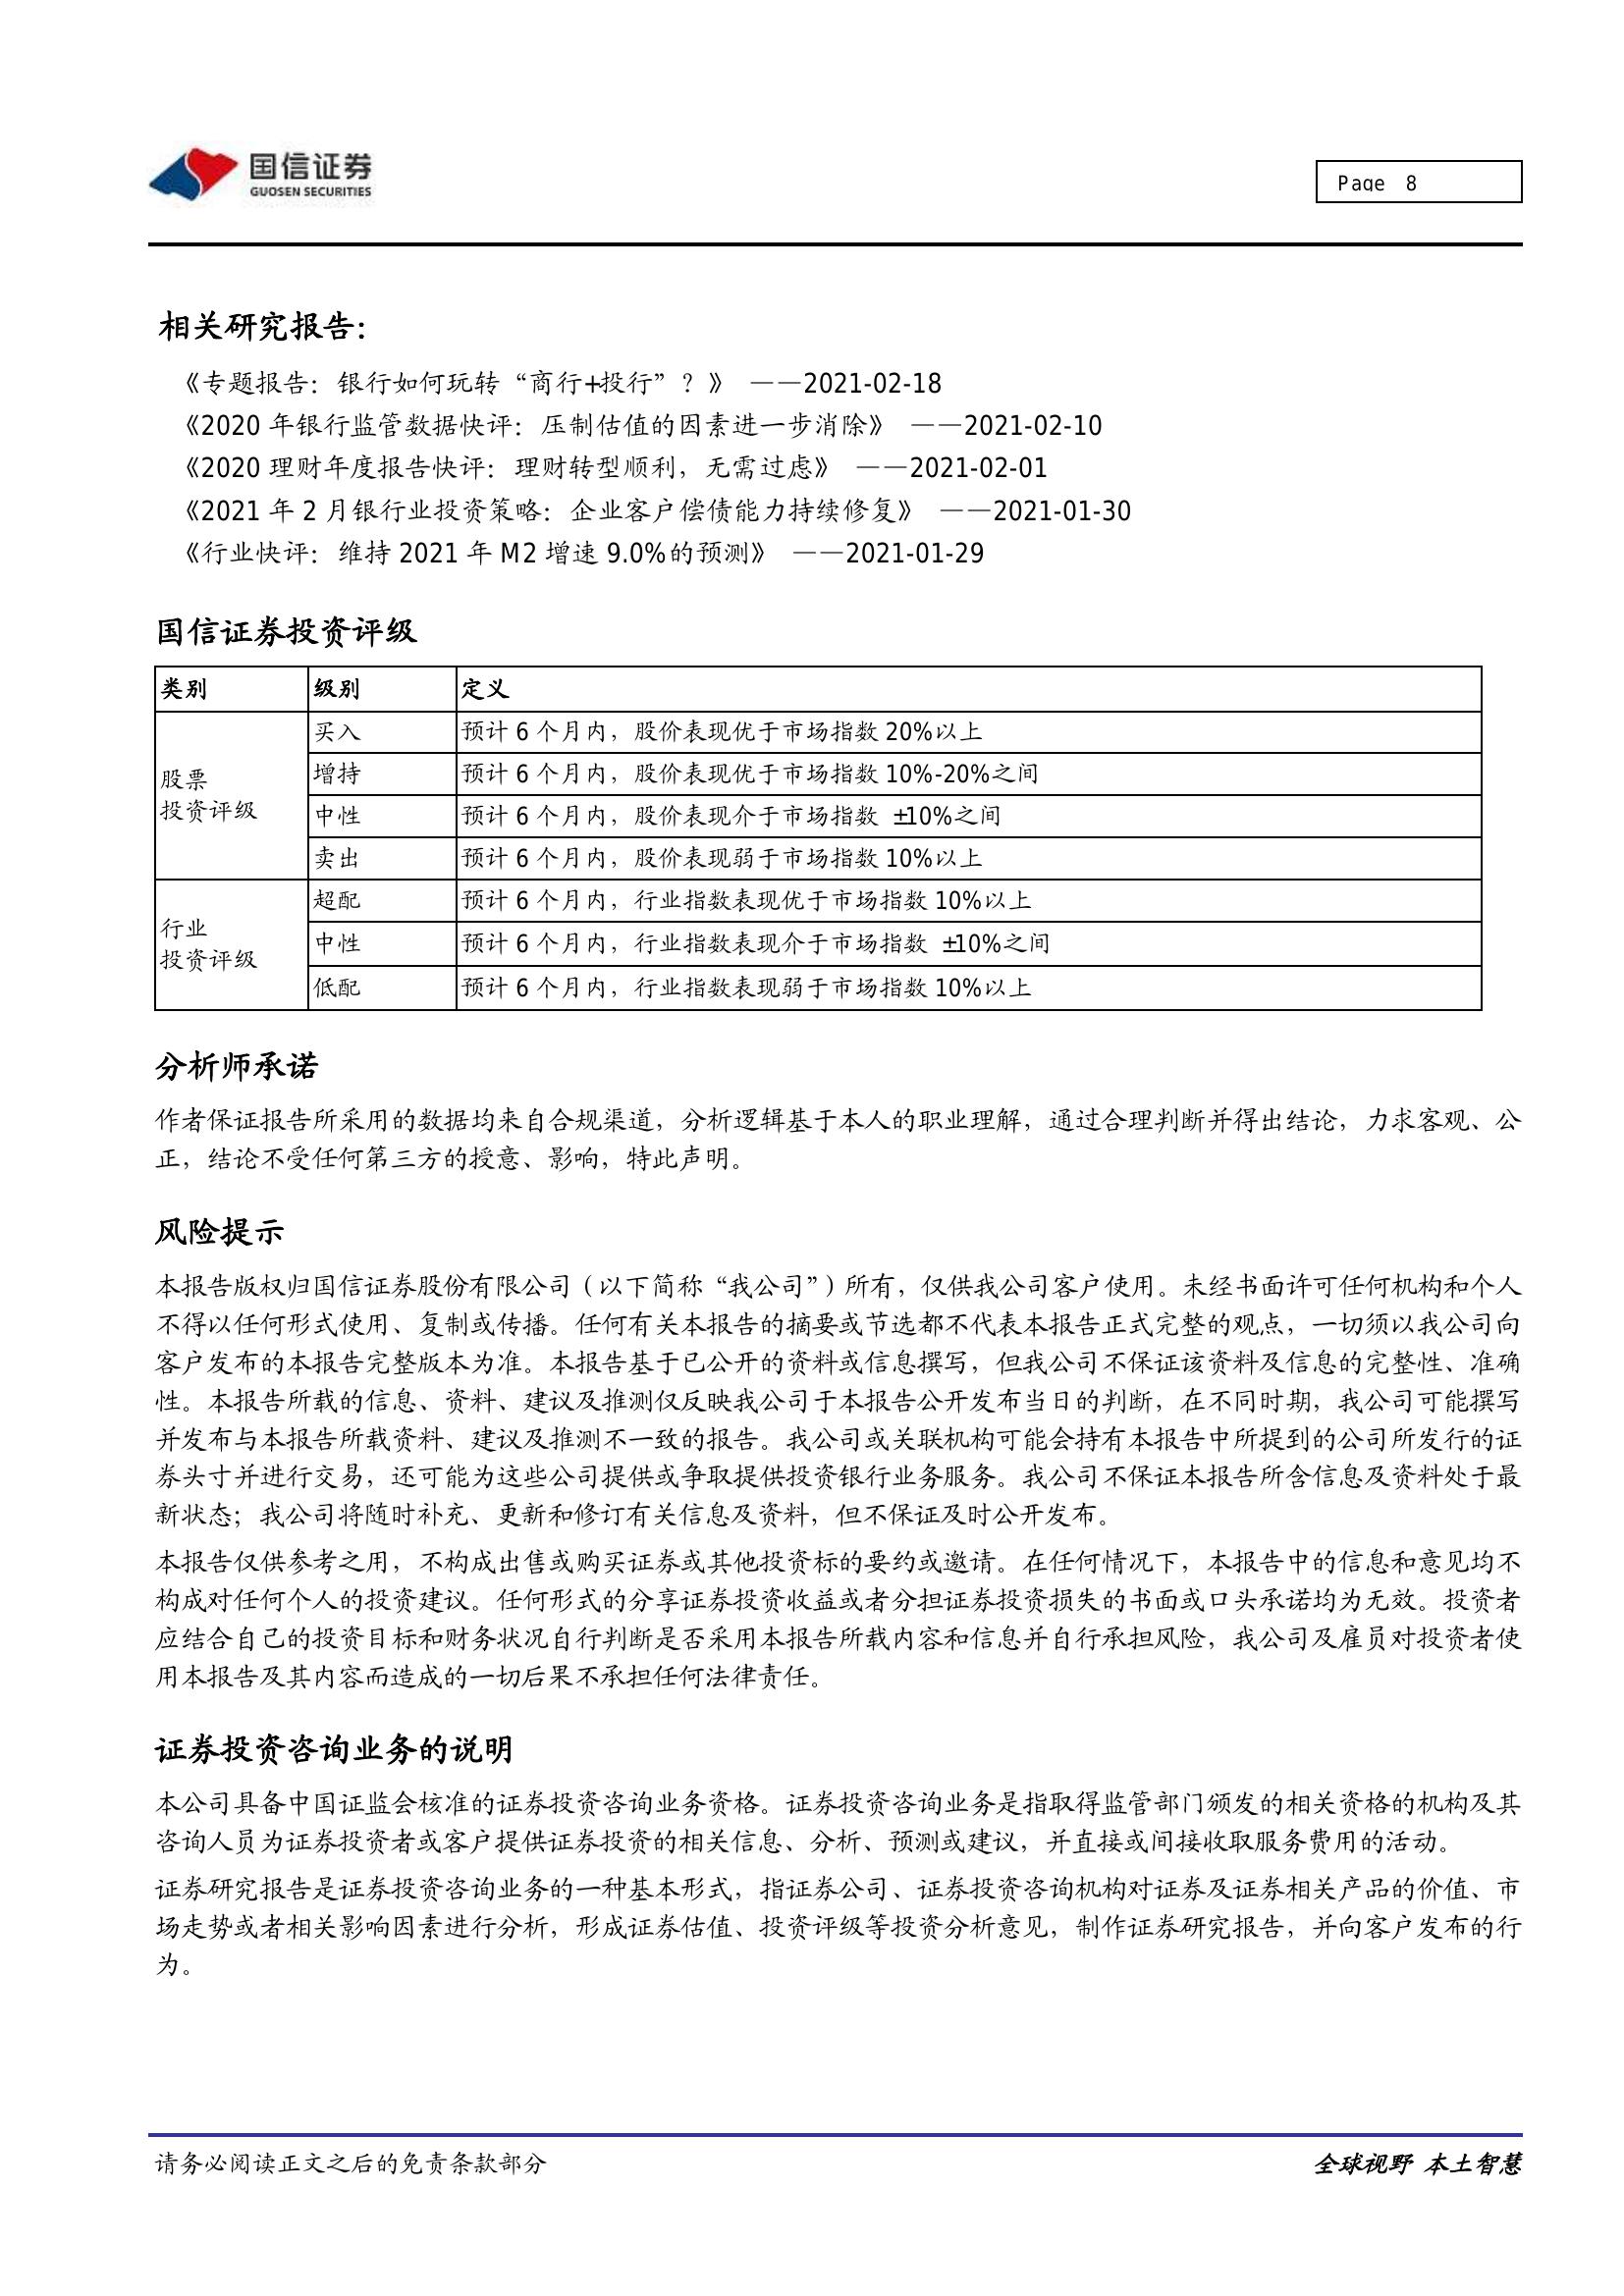 国信证券
GUOSEN SECURITIES
Page 8
相关研究报告：
《专题报告：银行如何玩转“商行+投行”？》 ——2021-02-18
《2020 年银行监管数据快评：压制估值的因素进一步消除》 ——2021-02-10
《2020 理财年度报告快评：理财转型顺利，无需过虑》 ——2021-02-01
《2021 年 2 月银行业投资策略：企业客户偿债能力持续修复》 ——2021-01-30
《行业快评：维持 2021 年 M2 增速 9.0%的预测》 ——2021-01-29
国信证券投资评级
类别 级别 定义
股票
投资评级
买入 预计 6 个月内，股价表现优于市场指数 20%以上
增持 预计 6 个月内，股价表现优于市场指数 10%-20%之间
中性 预计 6 个月内，股价表现介于市场指数 ±10%之间
卖出 预计 6 个月内，股价表现弱于市场指数 10%以上
行业
投资评级
超配 预计 6 个月内，行业指数表现优于市场指数 10%以上
中性 预计 6 个月内，行业指数表现介于市场指数 ±10%之间
低配 预计 6 个月内，行业指数表现弱于市场指数 10%以上
分析师承诺
作者保证报告所采用的数据均来自合规渠道，分析逻辑基于本人的职业理解，通过合理判断并得出结论，力求客观、公
正，结论不受任何第三方的授意、影响，特此声明。
风险提示
本报告版权归国信证券股份有限公司（以下简称“我公司”）所有，仅供我公司客户使用。未经书面许可任何机构和个人
不得以任何形式使用、复制或传播。任何有关本报告的摘要或节选都不代表本报告正式完整的观点，一切须以我公司向
客户发布的本报告完整版本为准。本报告基于已公开的资料或信息撰写，但我公司不保证该资料及信息的完整性、准确
性。本报告所载的信息、资料、建议及推测仅反映我公司于本报告公开发布当日的判断，在不同时期，我公司可能撰写
并发布与本报告所载资料、建议及推测不一致的报告。我公司或关联机构可能会持有本报告中所提到的公司所发行的证
券头寸并进行交易，还可能为这些公司提供或争取提供投资银行业务服务。我公司不保证本报告所含信息及资料处于最
新状态；我公司将随时补充、更新和修订有关信息及资料，但不保证及时公开发布。
本报告仅供参考之用，不构成出售或购买证券或其他投资标的要约或邀请。在任何情况下，本报告中的信息和意见均不
构成对任何个人的投资建议。任何形式的分享证券投资收益或者分担证券投资损失的书面或口头承诺均为无效。投资者
应结合自己的投资目标和财务状况自行判断是否采用本报告所载内容和信息并自行承担风险，我公司及雇员对投资者使
用本报告及其内容而造成的一切后果不承担任何法律责任。
证券投资咨询业务的说明
本公司具备中国证监会核准的证券投资咨询业务资格。证券投资咨询业务是指取得监管部门颁发的相关资格的机构及其
咨询人员为证券投资者或客户提供证券投资的相关信息、分析、预测或建议，并直接或间接收取服务费用的活动。
证券研究报告是证券投资咨询业务的一种基本形式，指证券公司、证券投资咨询机构对证券及证券相关产品的价值、市
场走势或者相关影响因素进行分析，形成证券估值、投资评级等投资分析意见，制作证券研究报告，并向客户发布的行
为。
请务必阅读正文之后的免责条款部分
全球视野 本土智慧